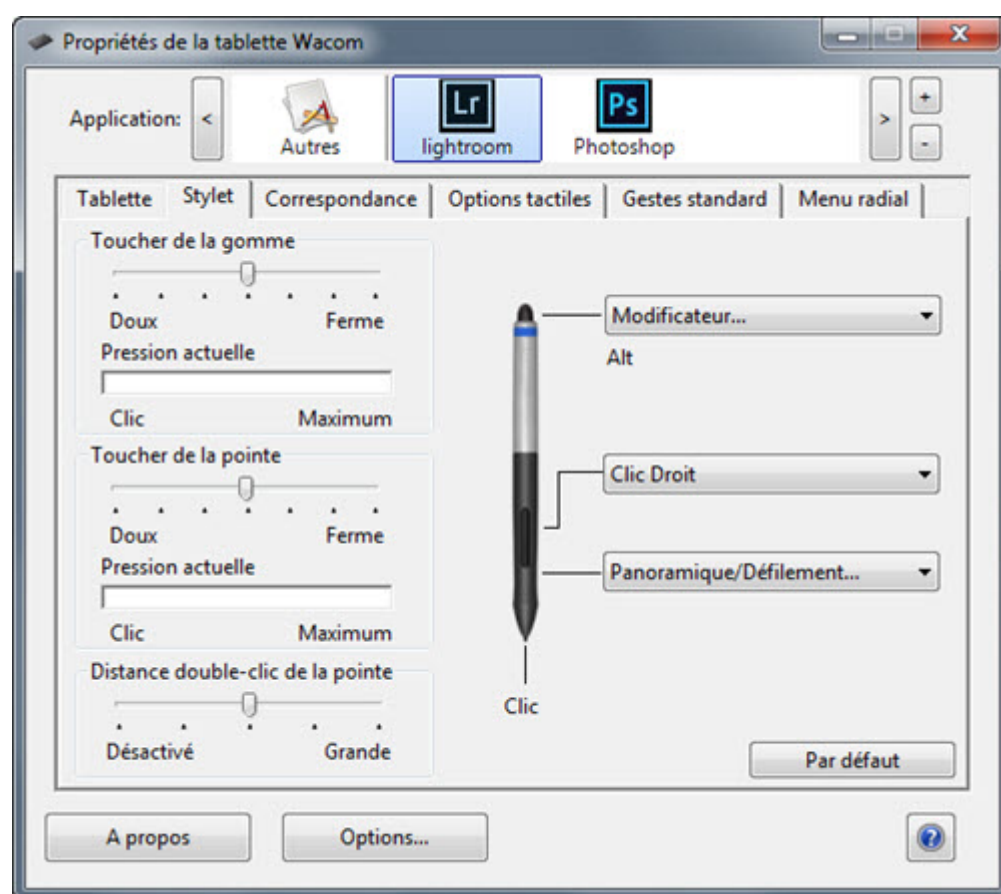 Propriétés de la tablette Wacom
Application: < Lr Ps > +
Autres lightroom Photoshop -
Tablette Stylet Correspondance Options tactiles Gestes standard Menu radial
Toucher de la gomme
Doux Ferme
Modificateur...
Pression actuelle
Alt
Clic Maximum
Toucher de la pointe
Clic Droit
Doux Ferme
Pression actuelle
Panoramique/Défilement...
Clic Maximum
Distance double-clic de la pointe
Clic
Désactivé Grande
Par défaut
A propos Options... ?